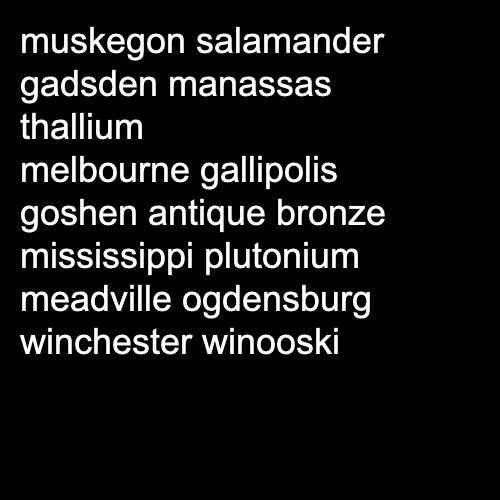 muskegon salamander
gadsden manassas
thallium
melbourne gallipolis
goshen antique bronze
mississippi plutonium
meadville ogdensburg
winchester winooski